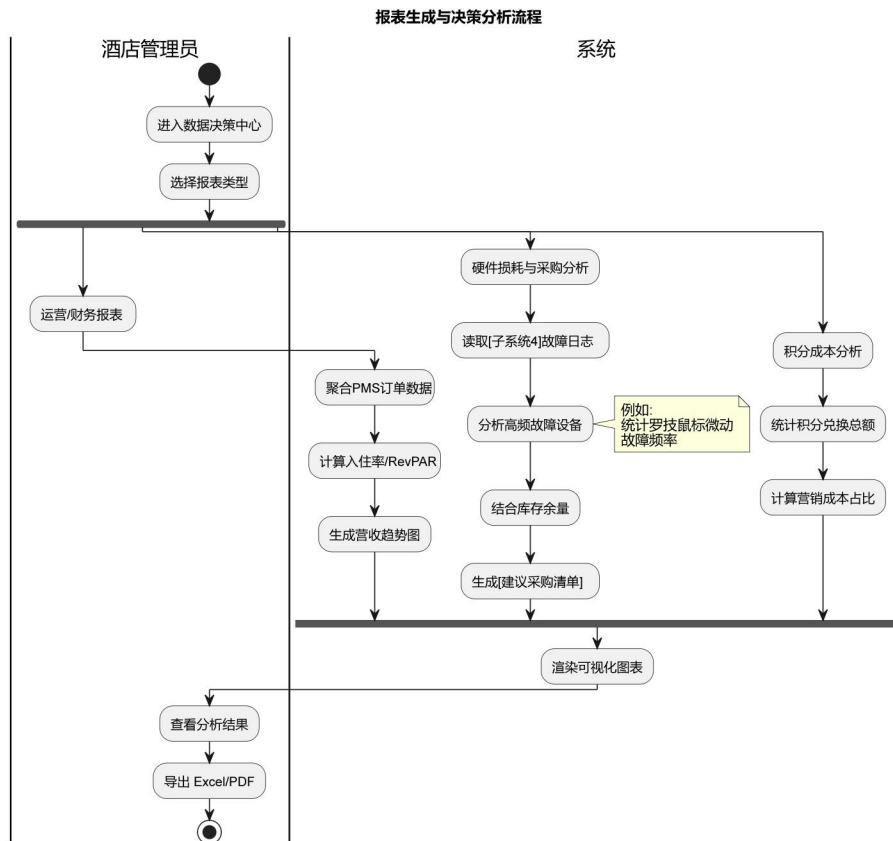 报表生成与决策分析流程
酒店管理员
系统
进入数据决策中心
选择报表类型
运营/财务报表
聚合PMS订单数据
计算入住率/RevPAR
生成营收趋势图
硬件损耗与采购分析
读取[子系统4]故障日志
分析高频故障设备
例如:
统计罗技鼠标微动
故障频率
结合库存余量
生成[建议采购清单]
积分成本分析
统计积分兑换总额
计算营销成本占比
渲染可视化图表
查看分析结果
导出 Excel/PDF